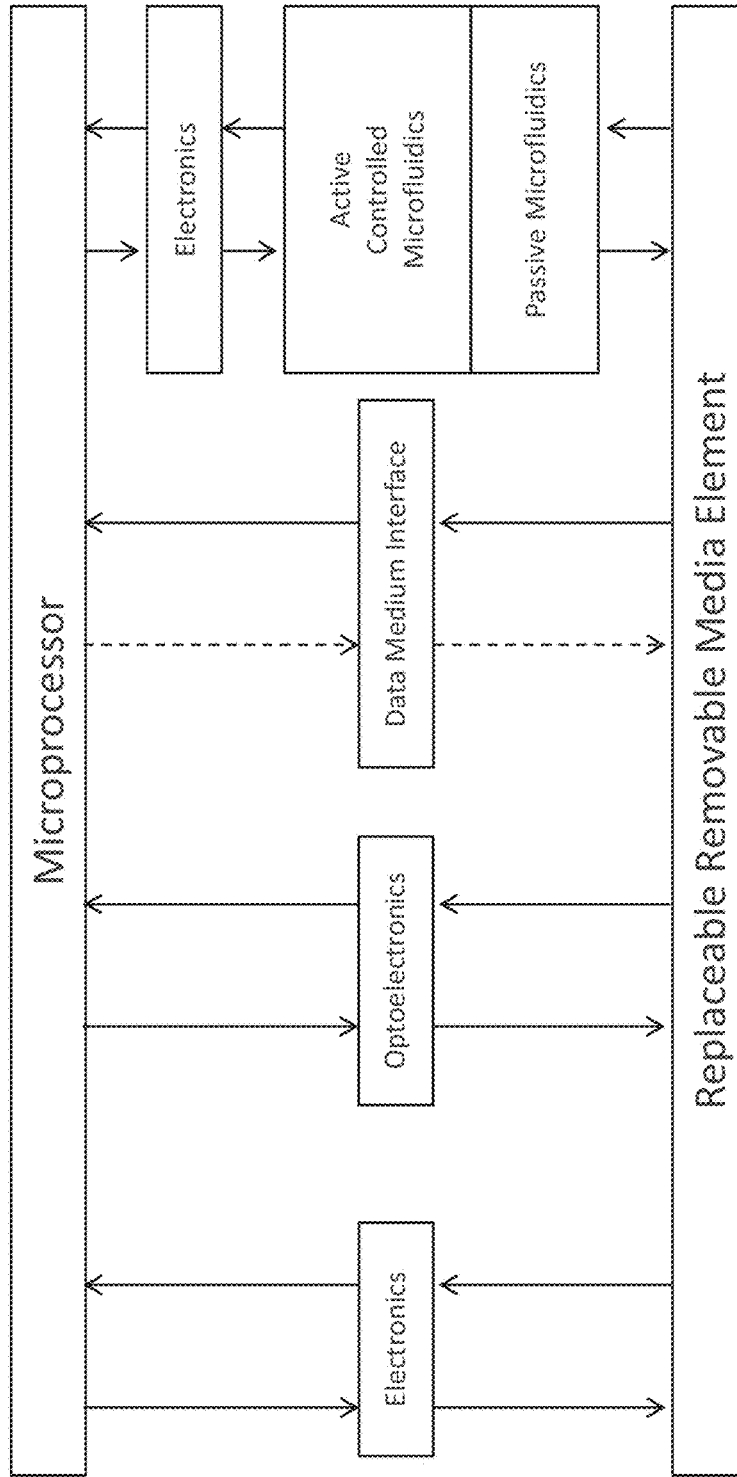 Microprocessor
Electronics
Optoelectronics
Data Medium Interface
Electronics
Active
Controlled
Microfluidics
Passive Microfluidics
Replaceable Removable Media Element